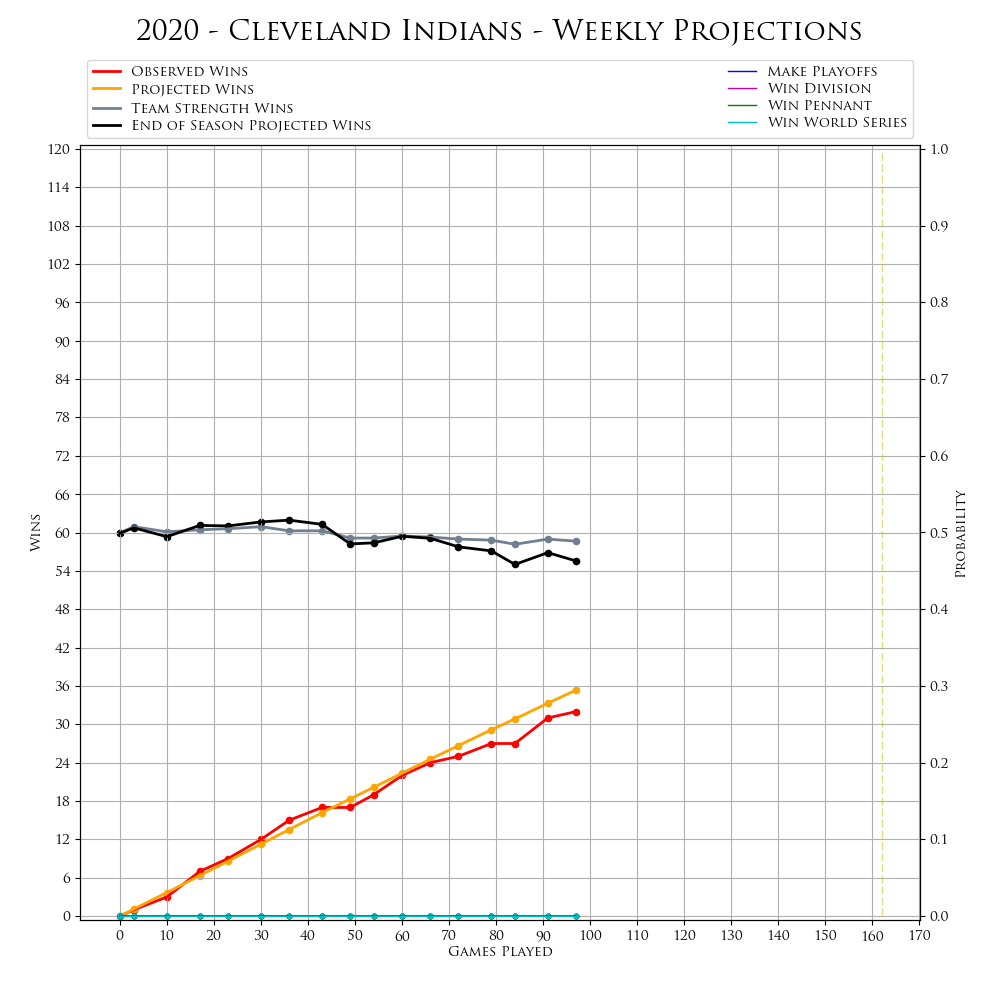 2020 - Cleveland Indians - Weekly Projections
Observed Wins
Projected Wins
Team Strength Wins
End of Season Projected Wins
Make Playoffs
Win Division
Win Pennant
Win World Series
120
114
108
102
96
90
84
78
72
66
60
54
48
42
36
30
24
18
12
6
0
Wins
1.0
0.9
0.8
0.7
0.6
0.5
0.4
0.3
0.2
0.1
0.0
Probability
0 10 20 30 40 50 60 70 80 90 100 110 120 130 140 150 160 170
Games Played